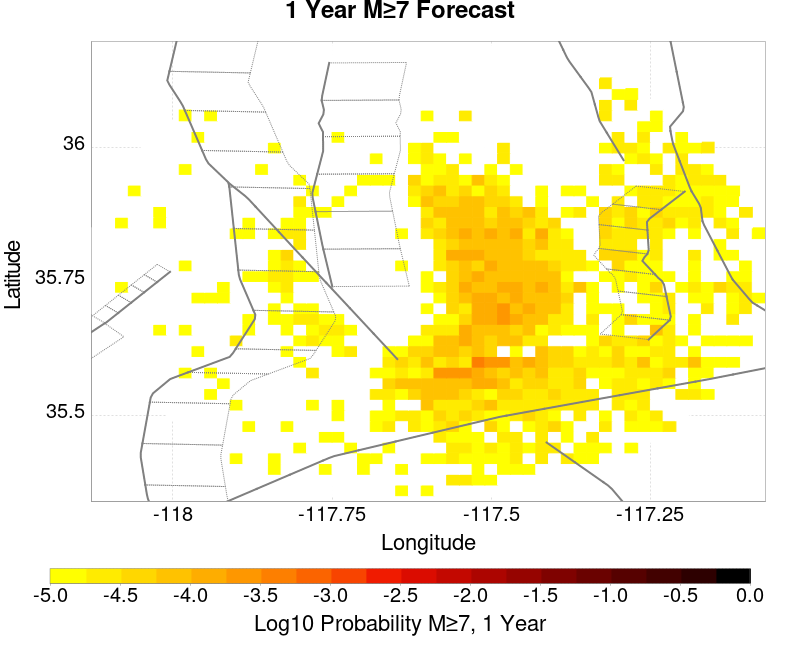 1 Year M≥7 Forecast
36
35.75
35.5
Latitude
-118 -117.75 -117.5 -117.25
Longitude
-5.0 -4.5 -4.0 -3.5 -3.0 -2.5 -2.0 -1.5 -1.0 -0.5 0.0
Log10 Probability M≥7, 1 Year